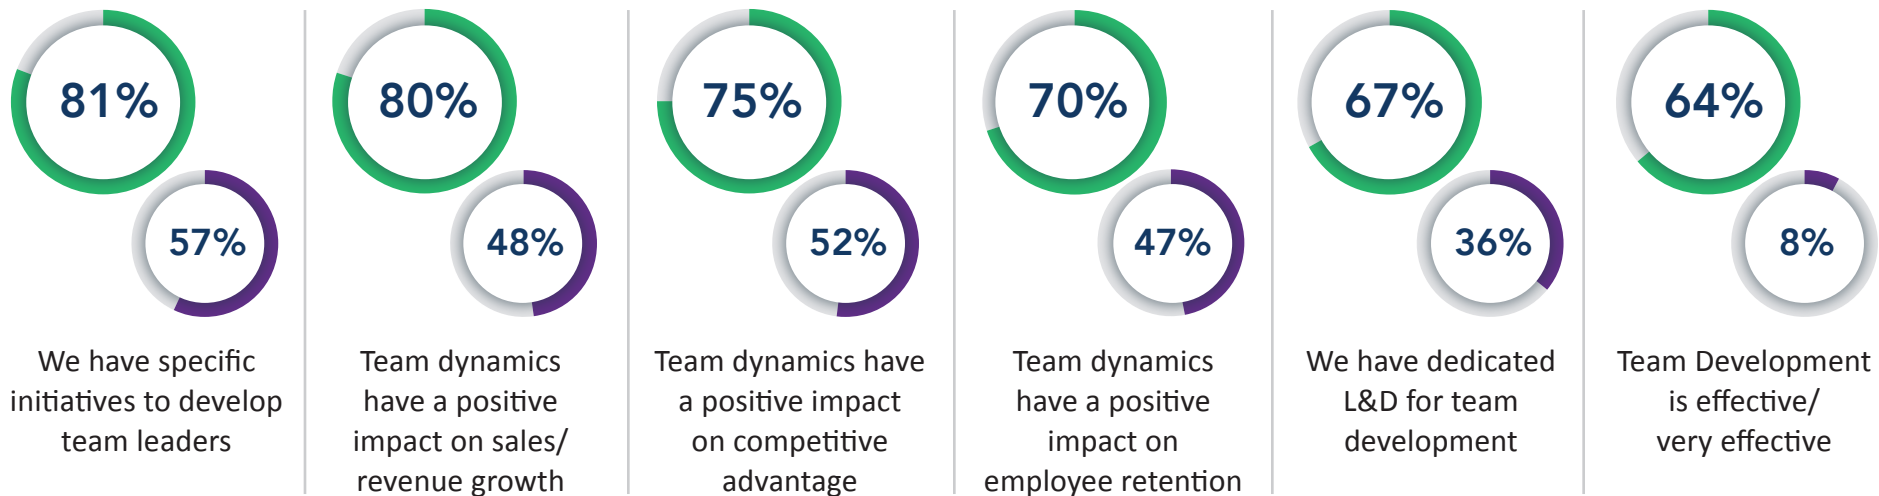 81%
57%
We have specific
initiatives to develop
team leaders
80%
48%
Team dynamics
have a positive
impact on sales/
revenue growth
75%
52%
Team dynamics have
a positive impact
on competitive
advantage
70%
47%
Team dynamics
have a positive
impact on
employee retention
67%
36%
We have dedicated
L&D for team
development
64%
8%
Team Development
is effective/
very effective